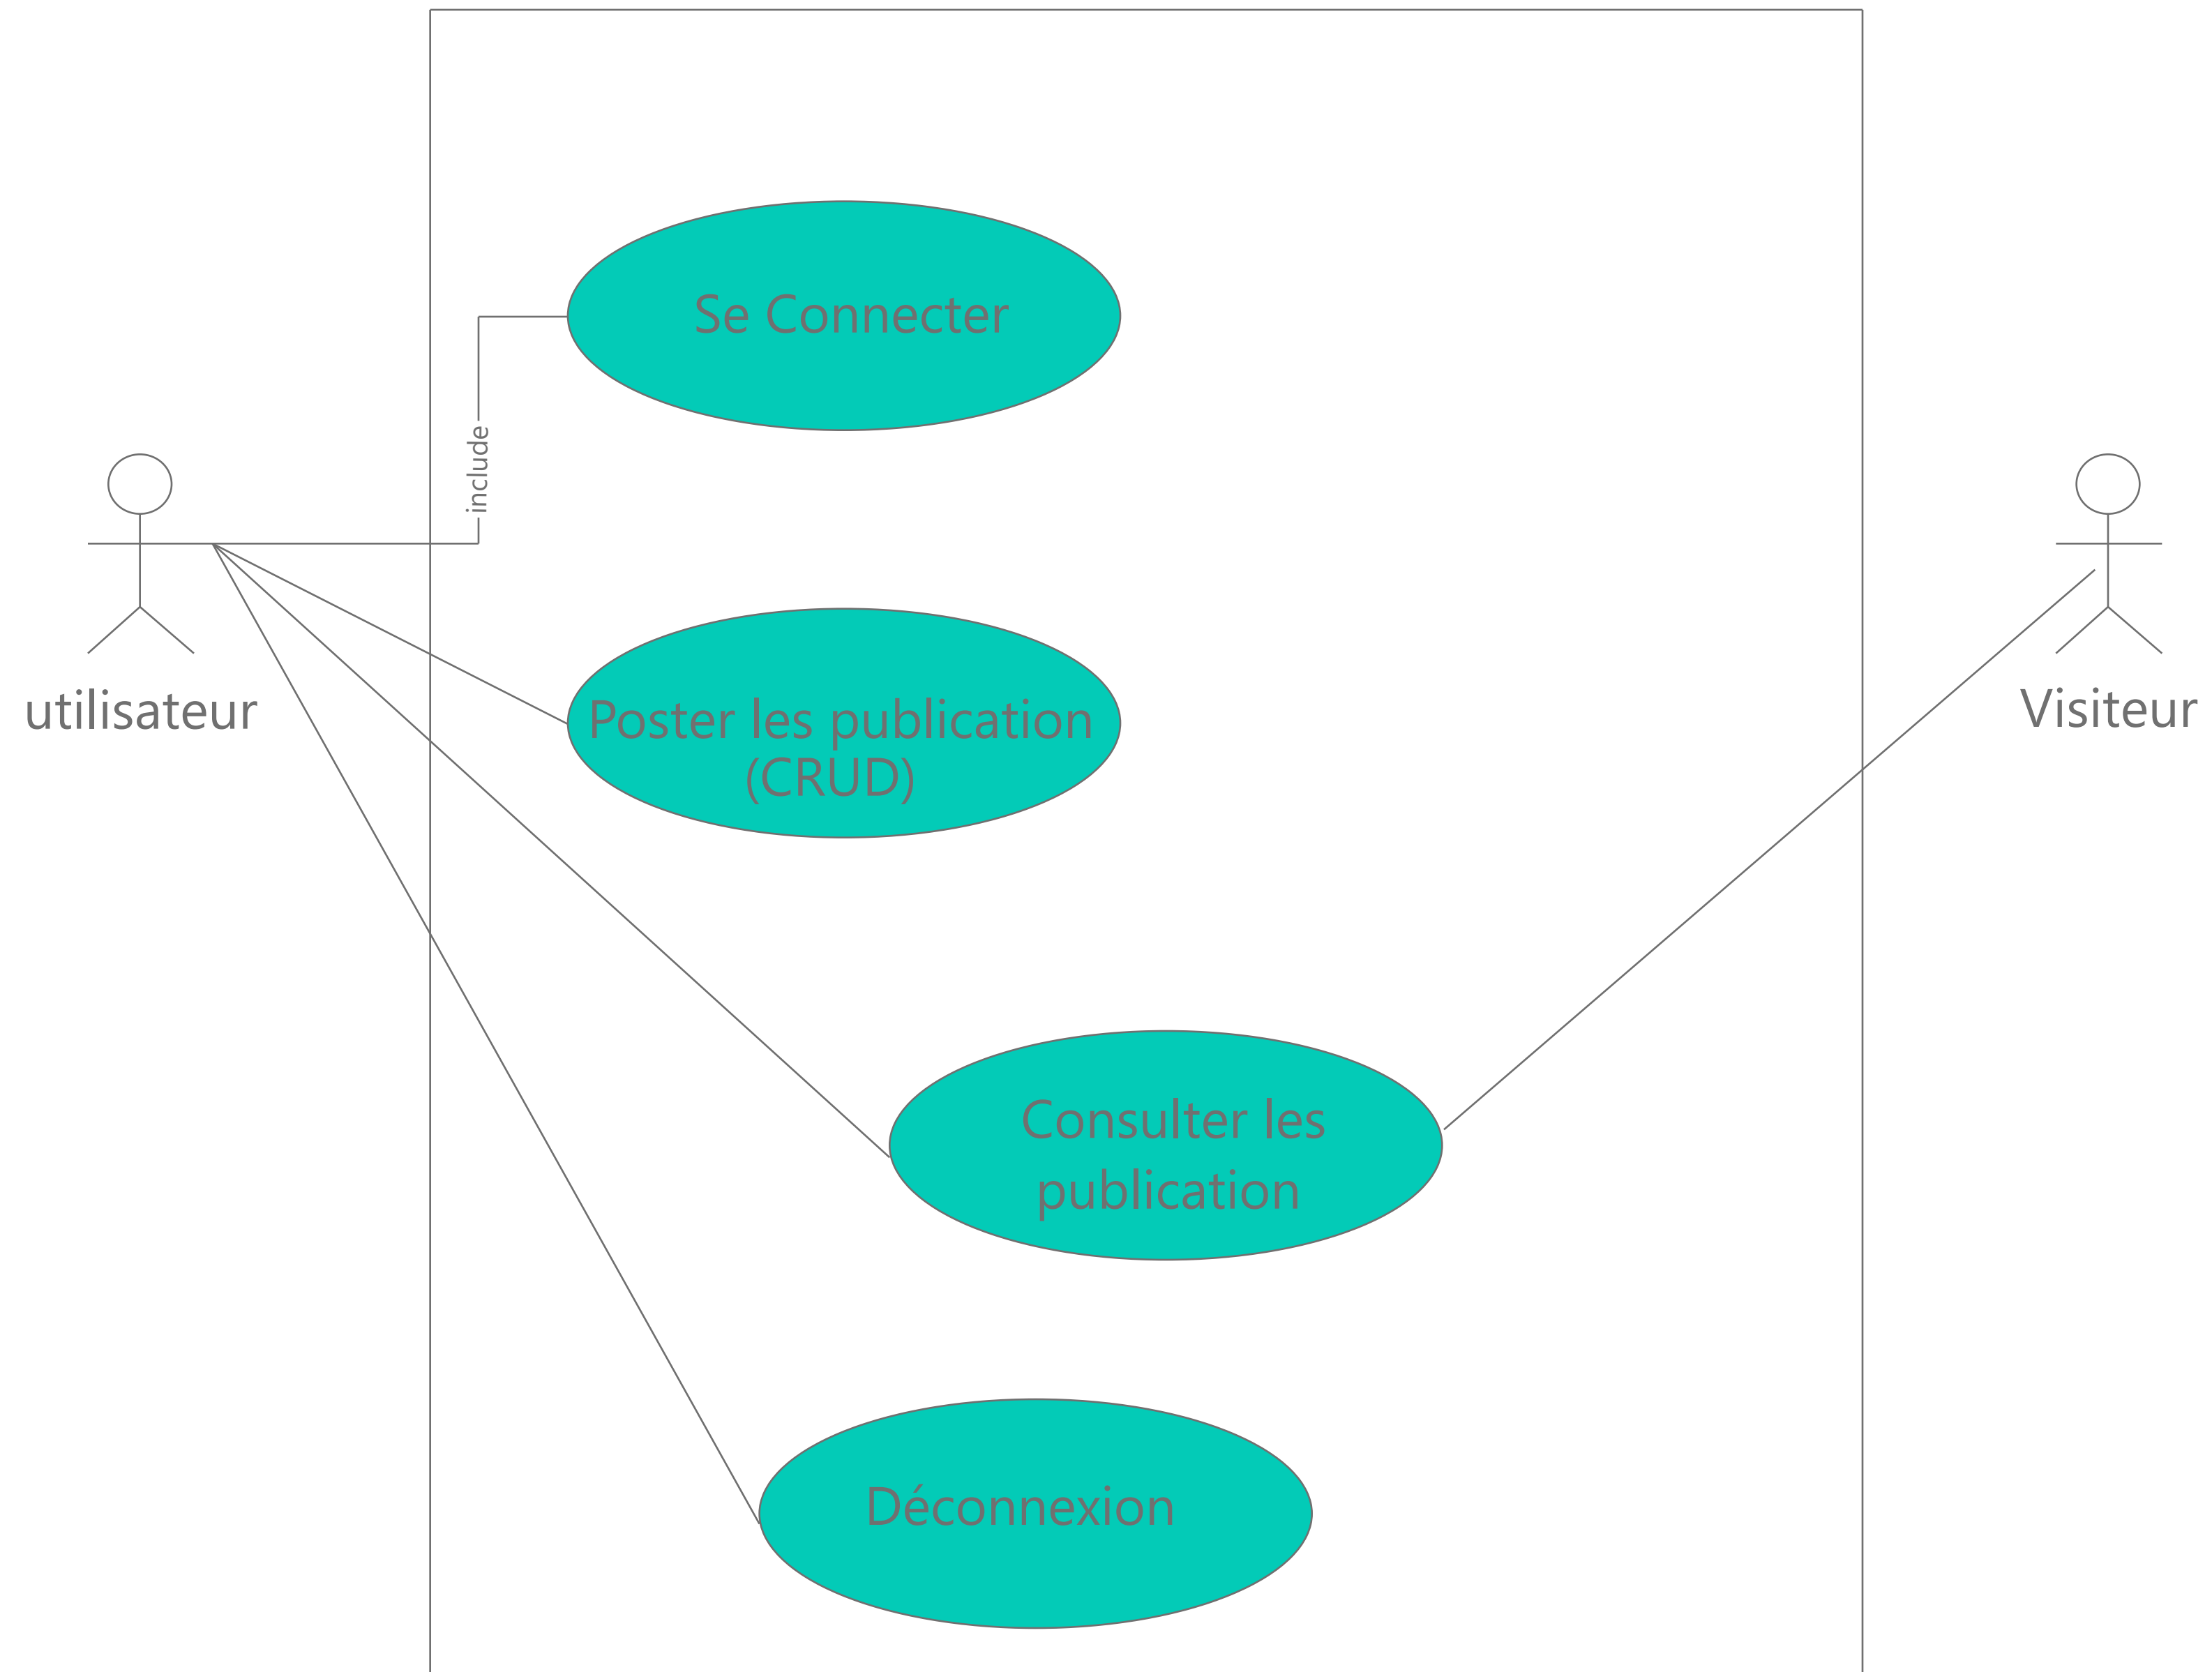 Se Connecter
include
utilisateur
Visiteur
Poster les publication
(CRUD)
Consulter les
publication
Déconnexion